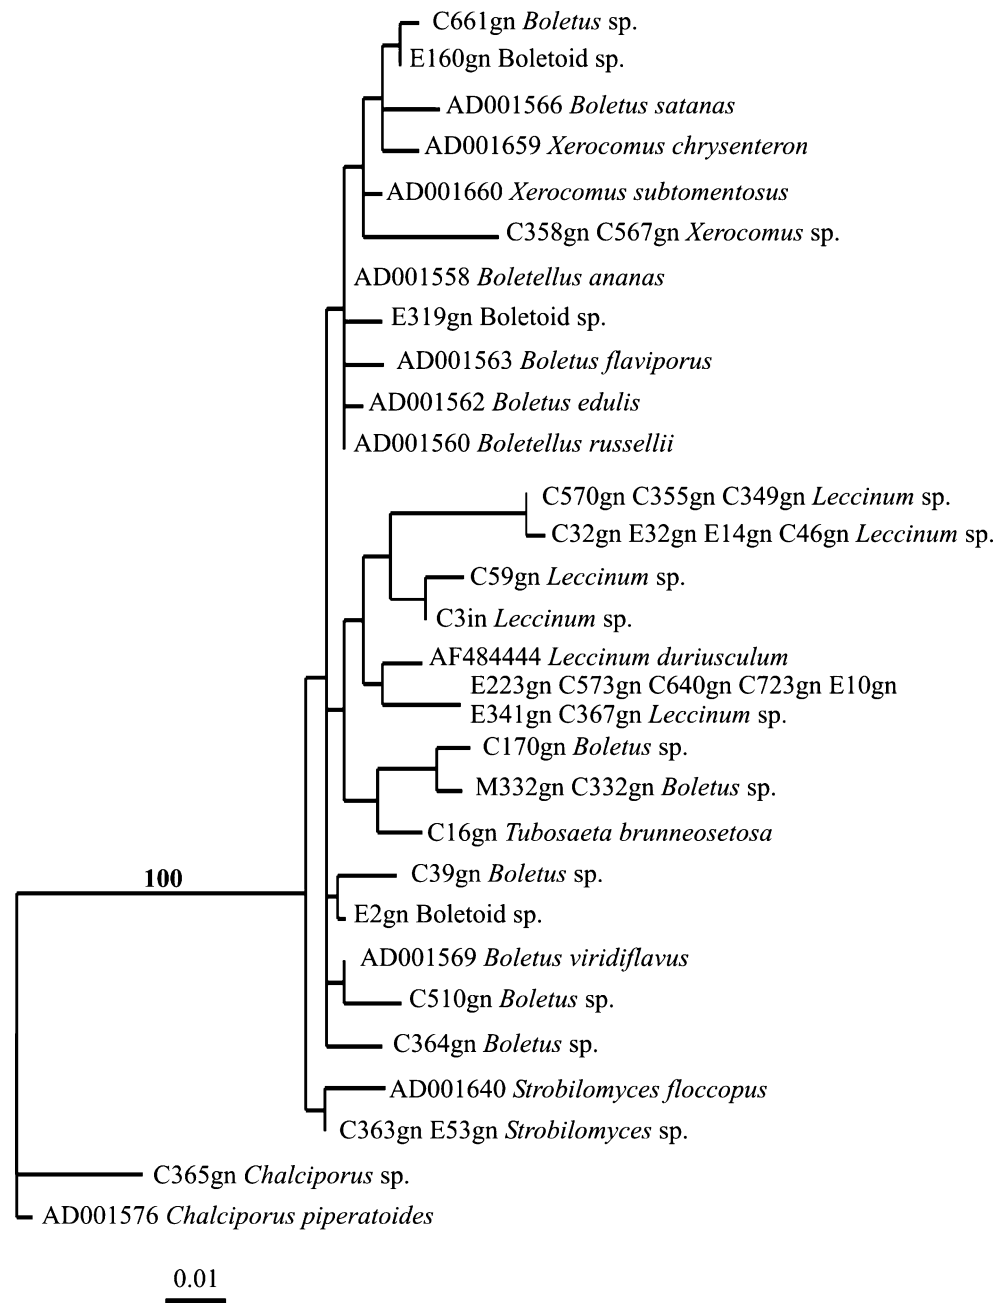 C661gn Boletus sp.
E160gn Boletoid sp.
AD001566 Boletus satanas
AD001659 Xerocomus chrysenteron
AD001660 Xerocomus subtomentosus
C358gn C567gn Xerocomus sp.
AD001558 Boletellus ananas
E319gn Boletoid sp.
AD001563 Boletus flaviporus
AD001562 Boletus edulis
AD001560 Boletellus russellii
C570gn C355gn C349gn Leccinum sp.
C32gn E32gn E14gn C46gn Leccinum sp.
C59gn Leccinum sp.
C3in Leccinum sp.
AF484444 Leccinum duriusculum
E223gn C573gn C640gn C723gn E10gn
E341gn C367gn Leccinum sp.
C170gn Boletus sp.
M332gn C332gn Boletus sp.
C16gn Tubosaeta brunneosetosa
C39gn Boletus sp.
100
E2gn Boletoid sp.
AD001569 Boletus viridiflavus
C510gn Boletus sp.
C364gn Boletus sp.
AD001640 Strobilomyces floccopus
C363gn E53gn Strobilomyces sp.
C365gn Chalciporus sp.
AD001576 Chalciporus piperatoides
0.01